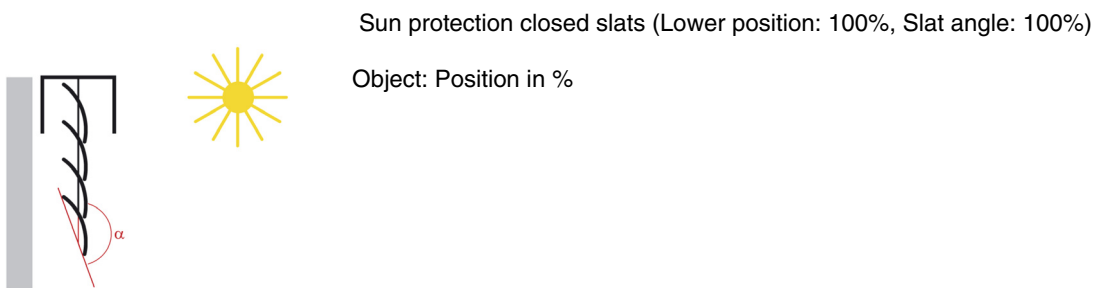 Sun protection closed slats (Lower position: 100%, Slat angle: 100%)
Object: Position in %
α